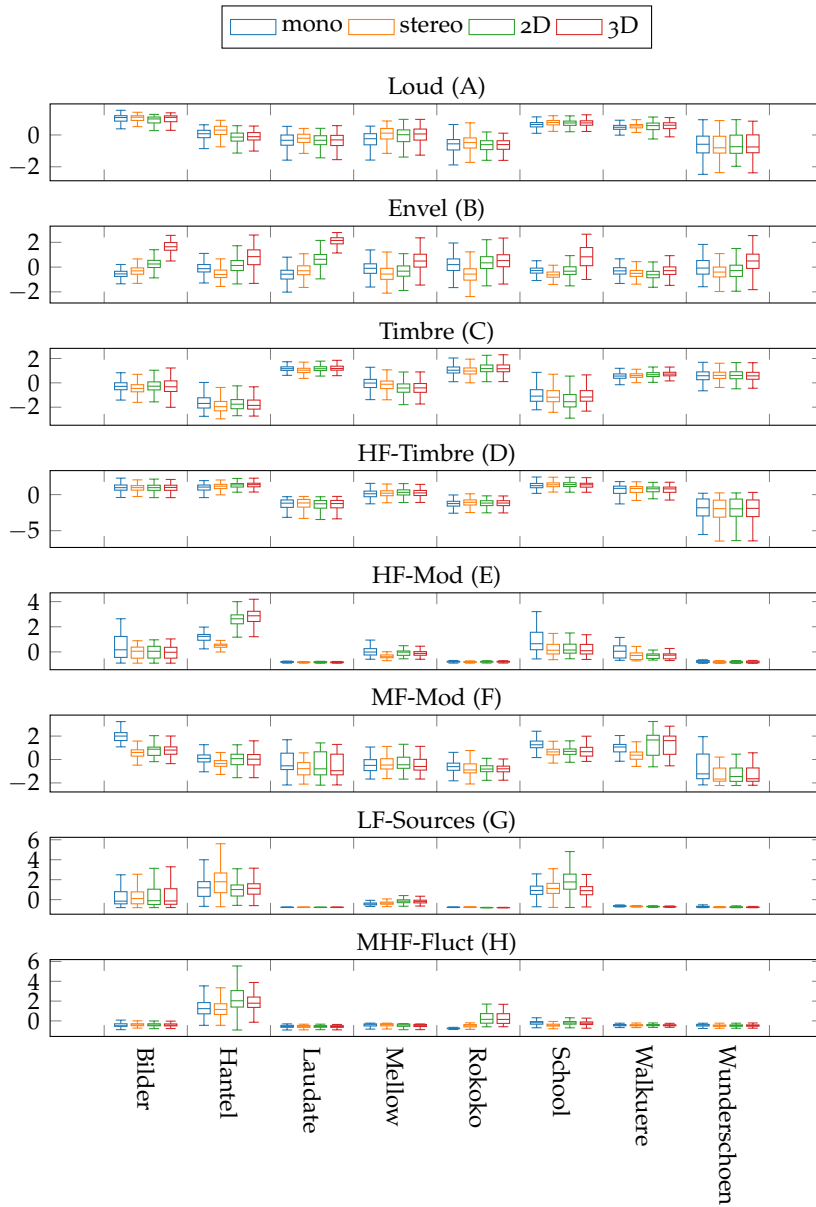 mono stereo 2D 3D
Loud (A)
0
−2
Envel (B)
2
0
−2
Timbre (C)
2
0
−2
HF-Timbre (D)
0
−5
HF-Mod (E)
4
2
0
MF-Mod (F)
2
0
−2
LF-Sources (G)
6
4
2
0
MHF-Fluct (H)
6
4
2
0
Bilder
Hantel
Laudate
Mellow
Rokoko
School
Walkuere
Wunderschoen